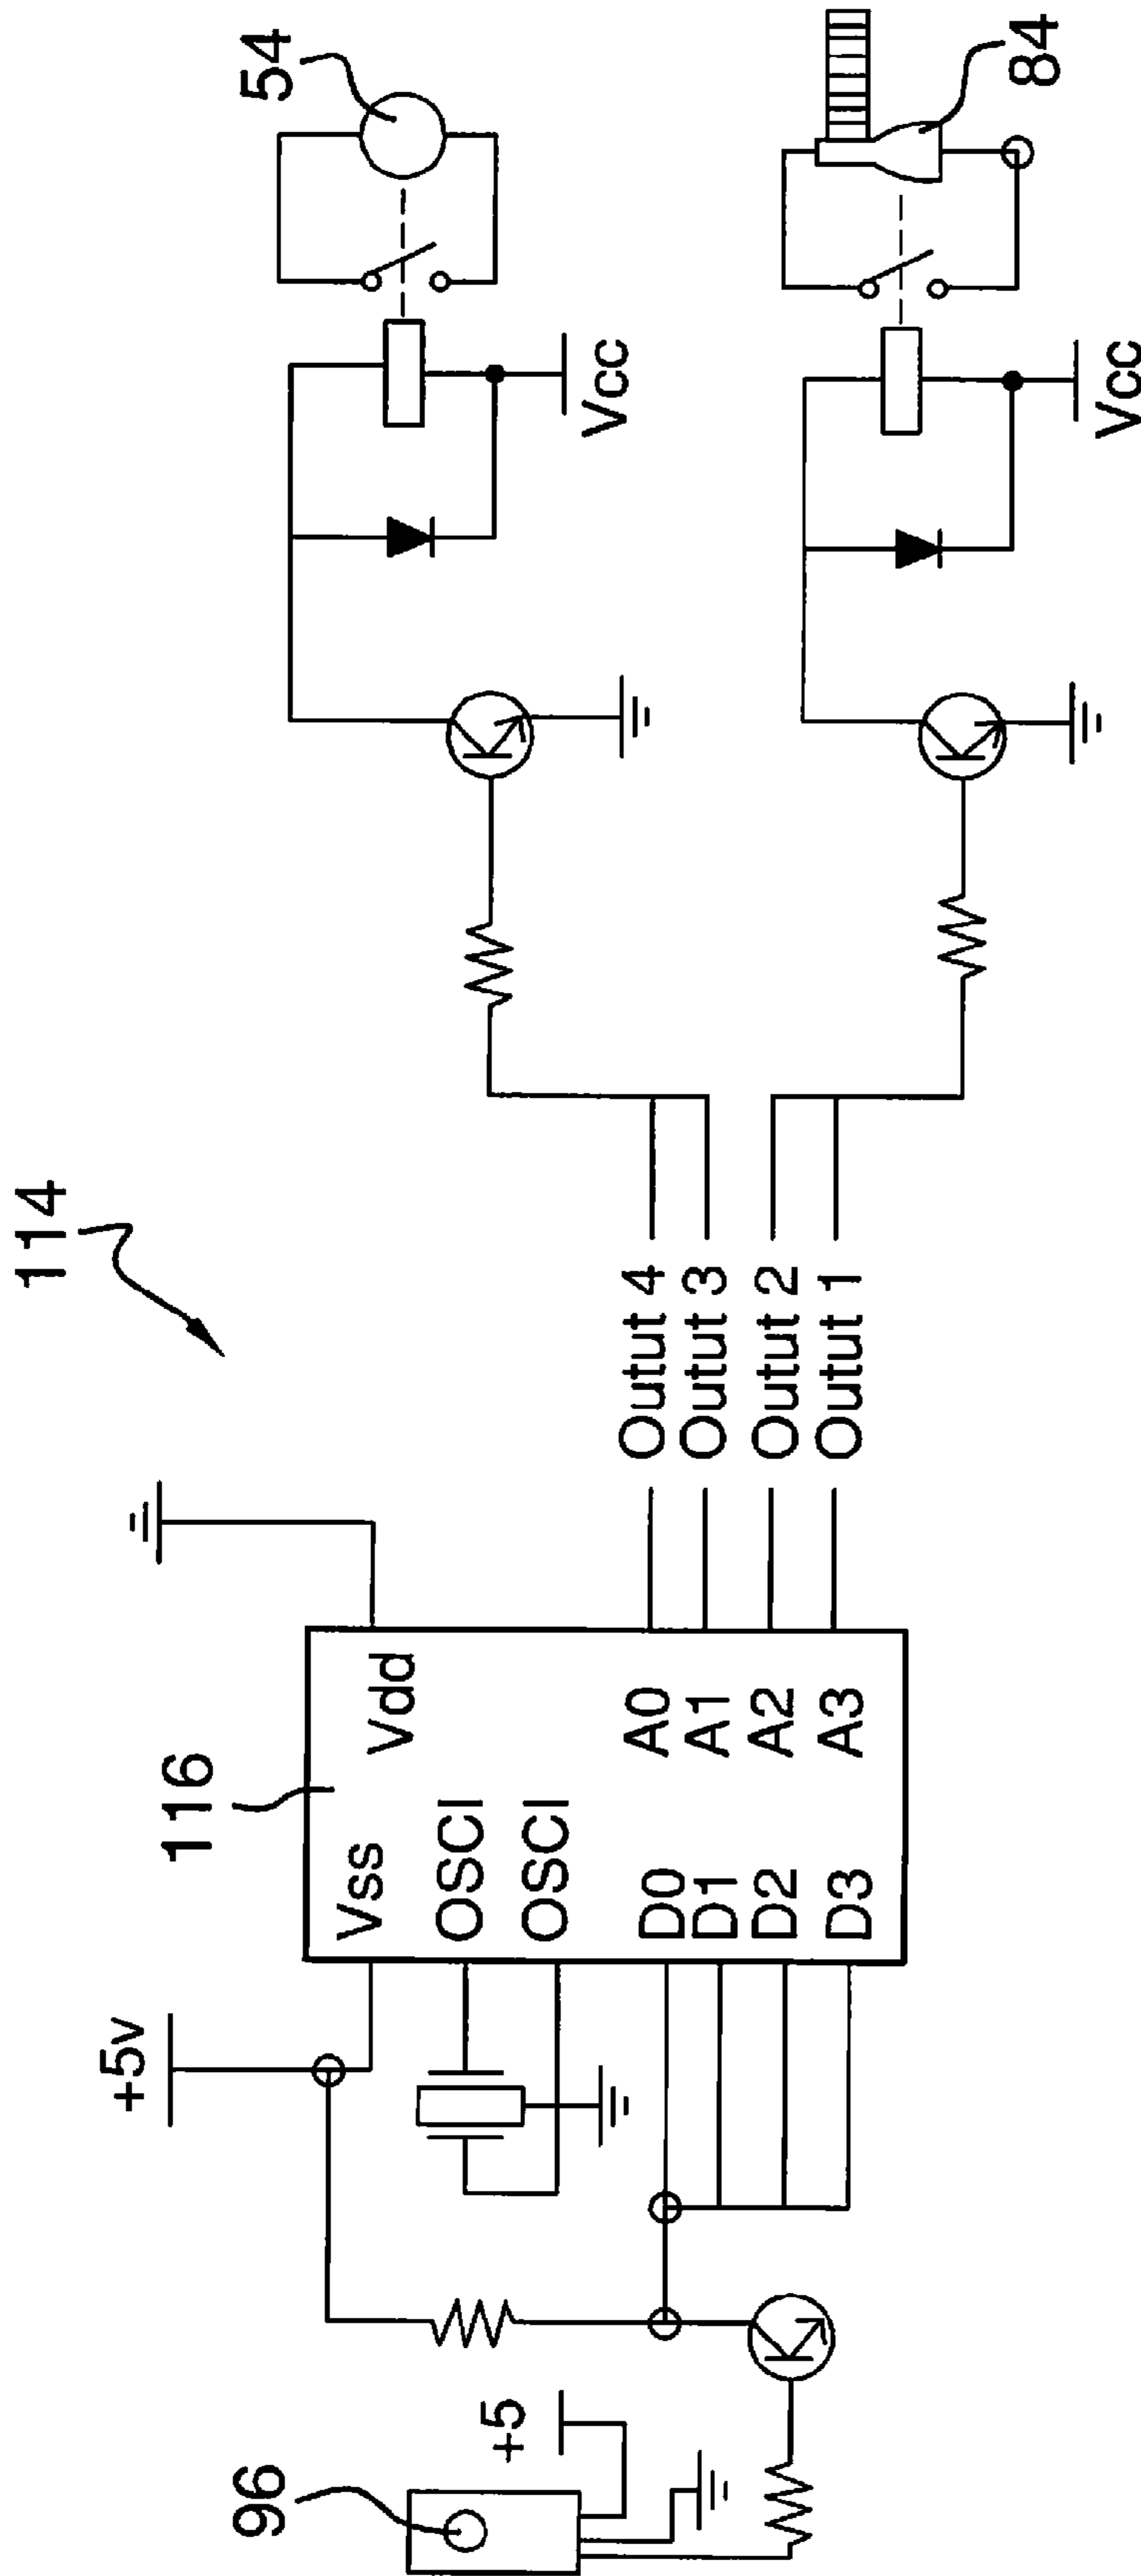 114
96
+5
+5v
116
Vss
Vdd
OSCI
OSCI
D0
A0
D1
A1
D2
A2
D3
A3
Outut 4
Outut 3
Outut 2
Outut 1
54
Vcc
84
Vcc